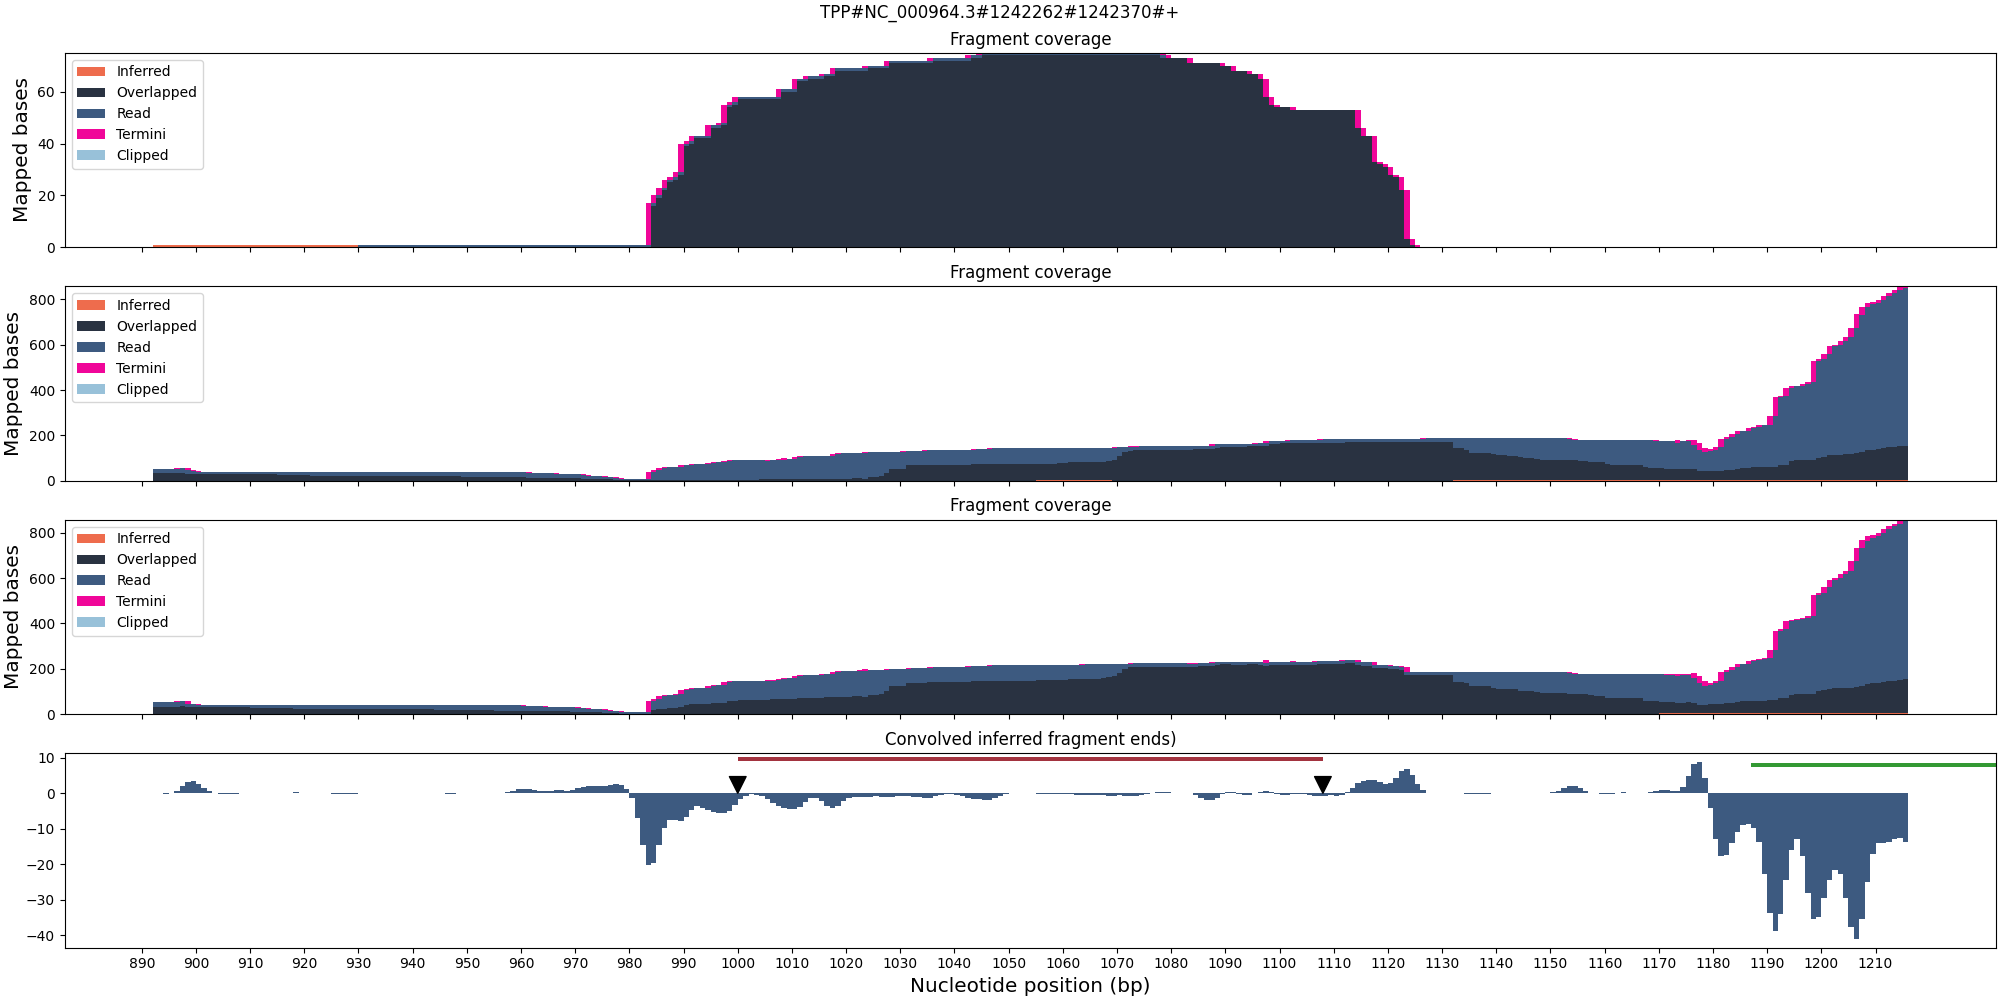 TPP#NC_000964.3#1242262#1242370#+
Fragment coverage
Mapped bases
60
40
20
0
Inferred
Overlapped
Read
Termini
Clipped
Fragment coverage
Mapped bases
800
600
400
200
0
Inferred
Overlapped
Read
Termini
Clipped
Fragment coverage
Mapped bases
800
600
400
200
0
Inferred
Overlapped
Read
Termini
Clipped
Convolved inferred fragment ends)
10
0
−10
−20
−30
−40
890 900 910 920 930 940 950 960 970 980 990 1000 1010 1020 1030 1040 1050 1060 1070 1080 1090 1100 1110 1120 1130 1140 1150 1160 1170 1180 1190 1200 1210
Nucleotide position (bp)